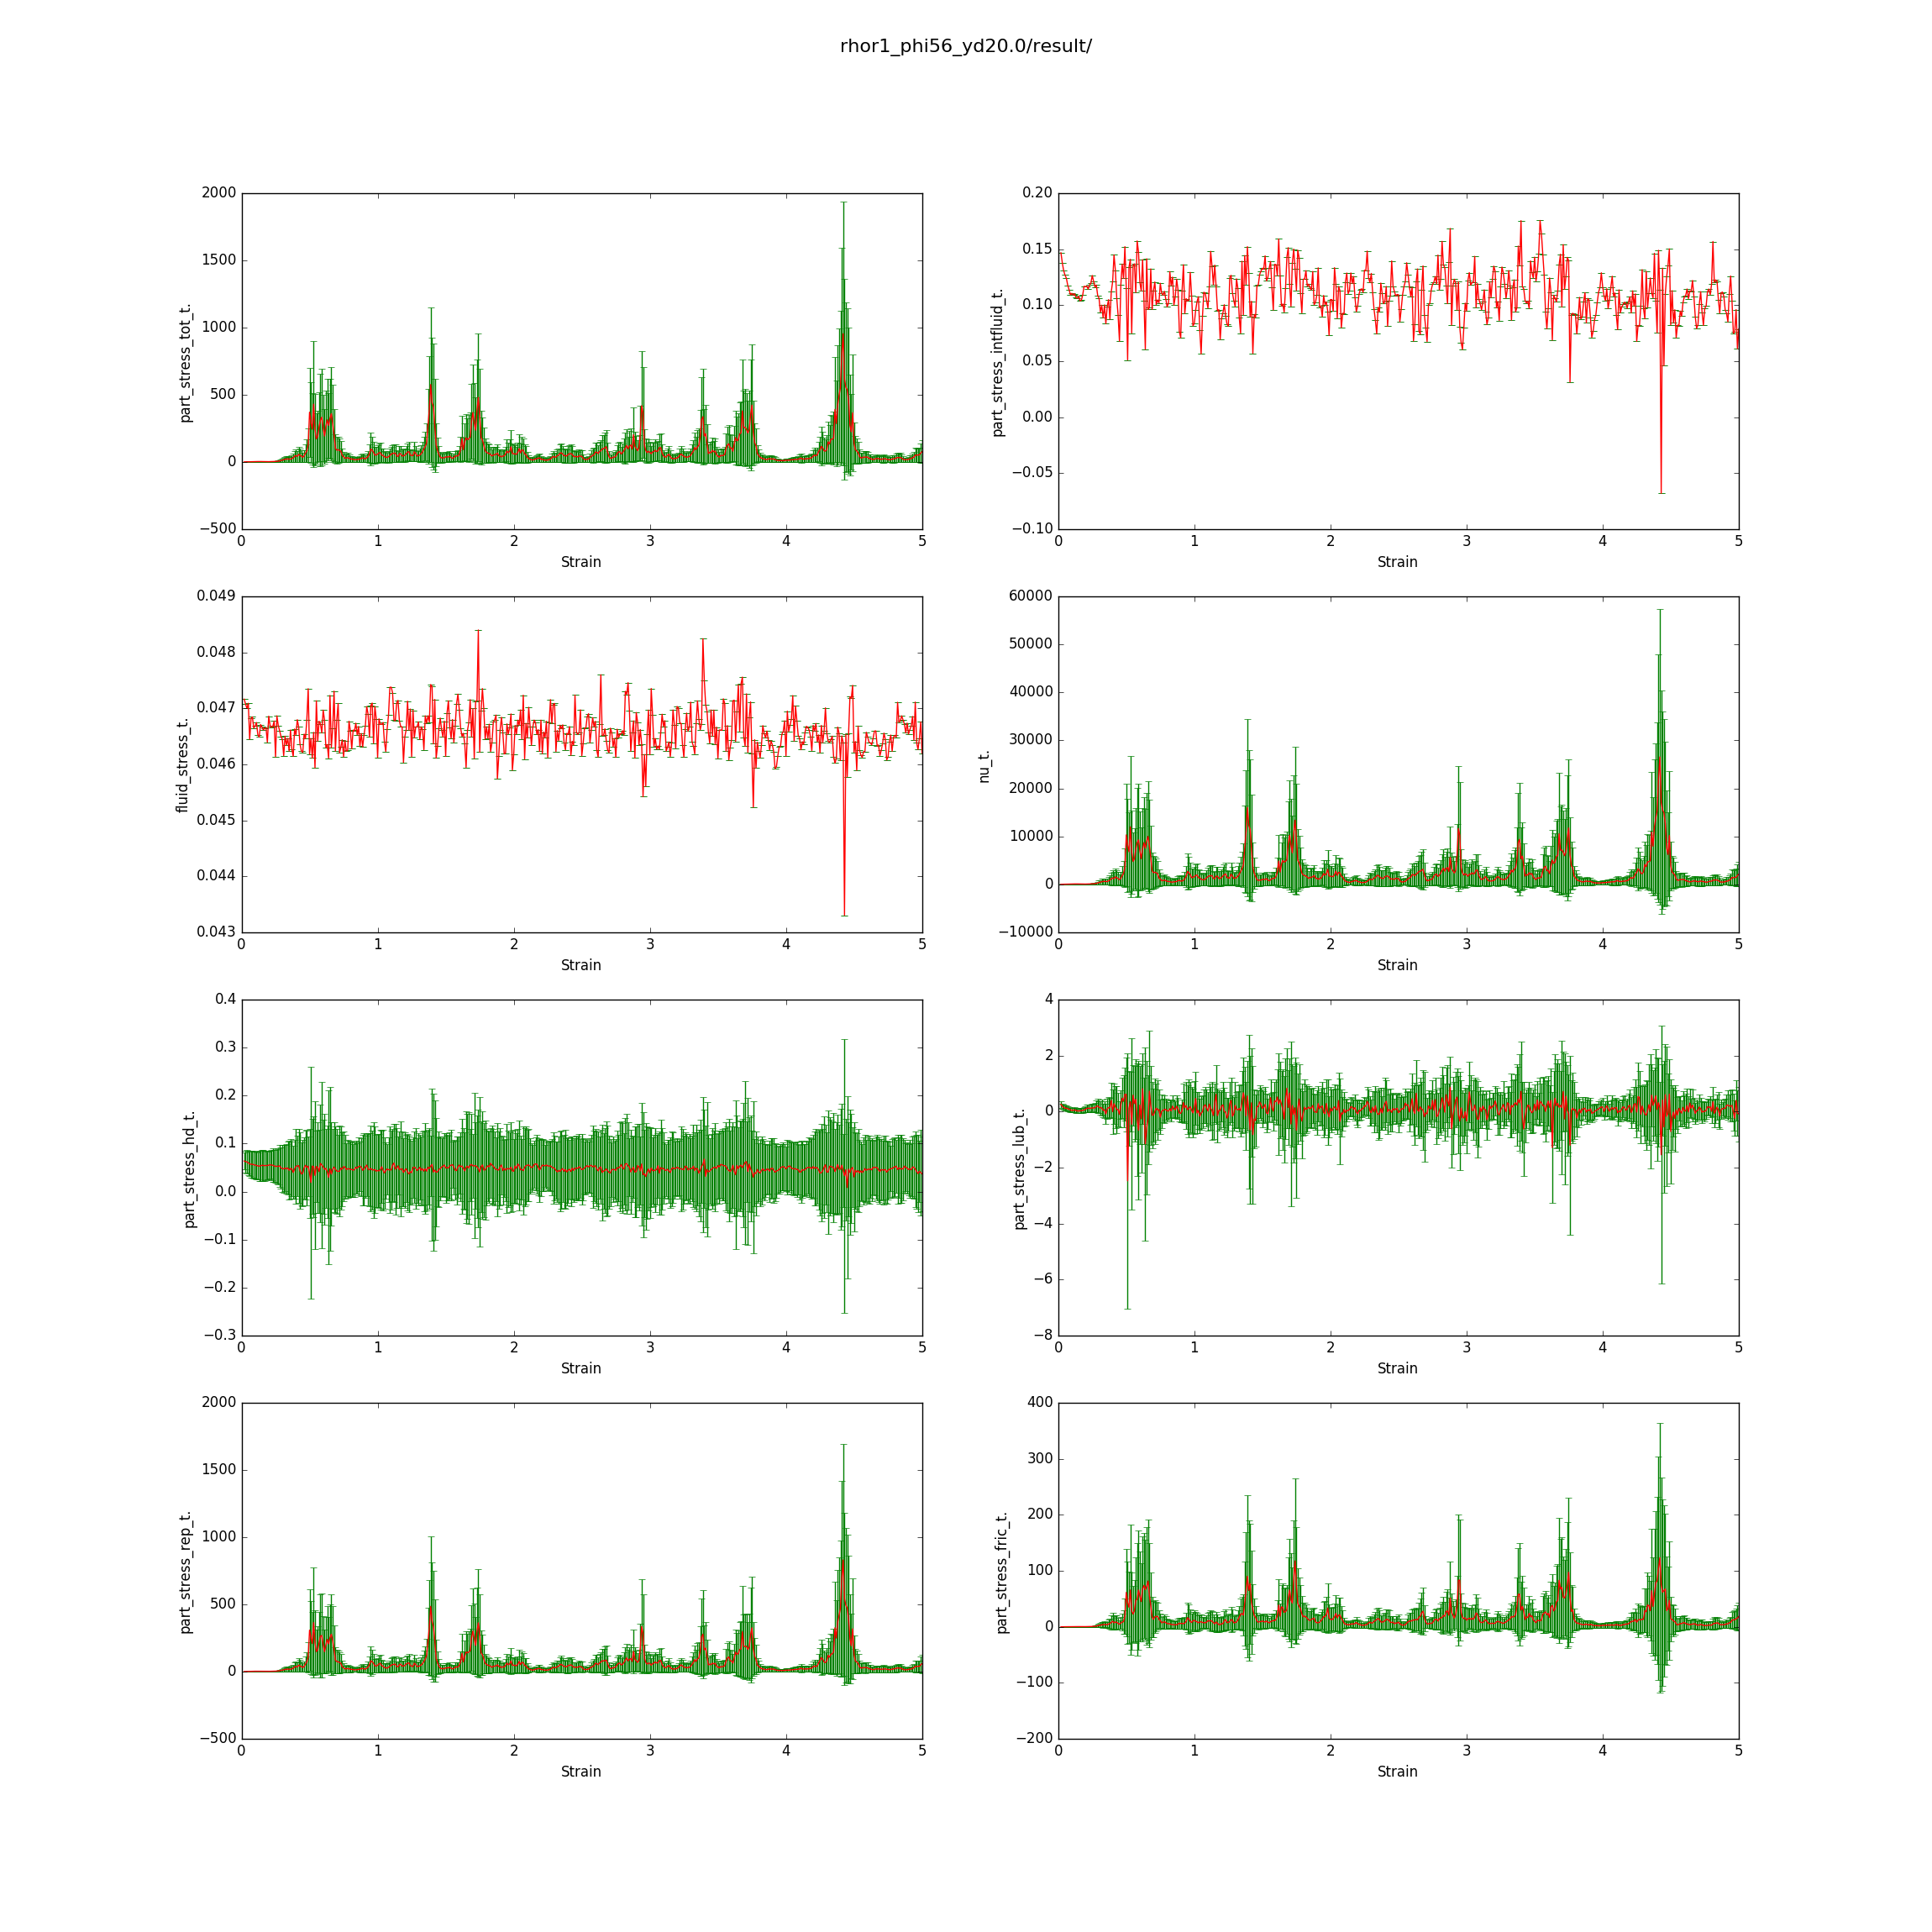 rhor1_phi56_yd20.0/result/
2000
1500
1000
500
0
−500
part_stress_tot_t.
0 1 2 3 4 5
Strain
0.20
0.15
0.10
0.05
0.00
−0.05
−0.10
part_stress_intfluid_t.
0 1 2 3 4 5
Strain
0.049
0.048
0.047
0.046
0.045
0.044
0.043
fluid_stress_t.
0 1 2 3 4 5
Strain
60000
50000
40000
30000
20000
10000
0
−10000
nu_t.
0 1 2 3 4 5
Strain
0.4
0.3
0.2
0.1
0.0
−0.1
−0.2
−0.3
part_stress_hd_t.
0 1 2 3 4 5
Strain
4
2
0
−2
−4
−6
−8
part_stress_lub_t.
0 1 2 3 4 5
Strain
2000
1500
1000
500
0
−500
part_stress_rep_t.
0 1 2 3 4 5
Strain
400
300
200
100
0
−100
−200
part_stress_fric_t.
0 1 2 3 4 5
Strain